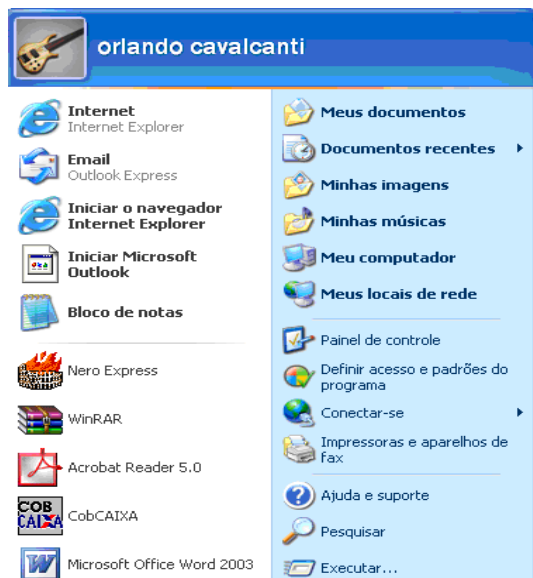 orlando cavalcanti
Internet
Internet Explorer
Email
Outlook Express
Iniciar o navegador
Internet Explorer
Iniciar Microsoft
Outlook
Bloco de notas
Nero Express
WinRAR
Acrobat Reader 5.0
COB
CAIXA
CobCAIXA
Microsoft Office Word 2003
Meus documentos
Documentos recentes
Minhas imagens
Minhas músicas
Meu computador
Meus locais de rede
Painel de controle
Definir acesso e padrões do
programa
Conectar-se
Impressoras e aparelhos de
fax
Ajuda e suporte
Pesquisar
Executar...